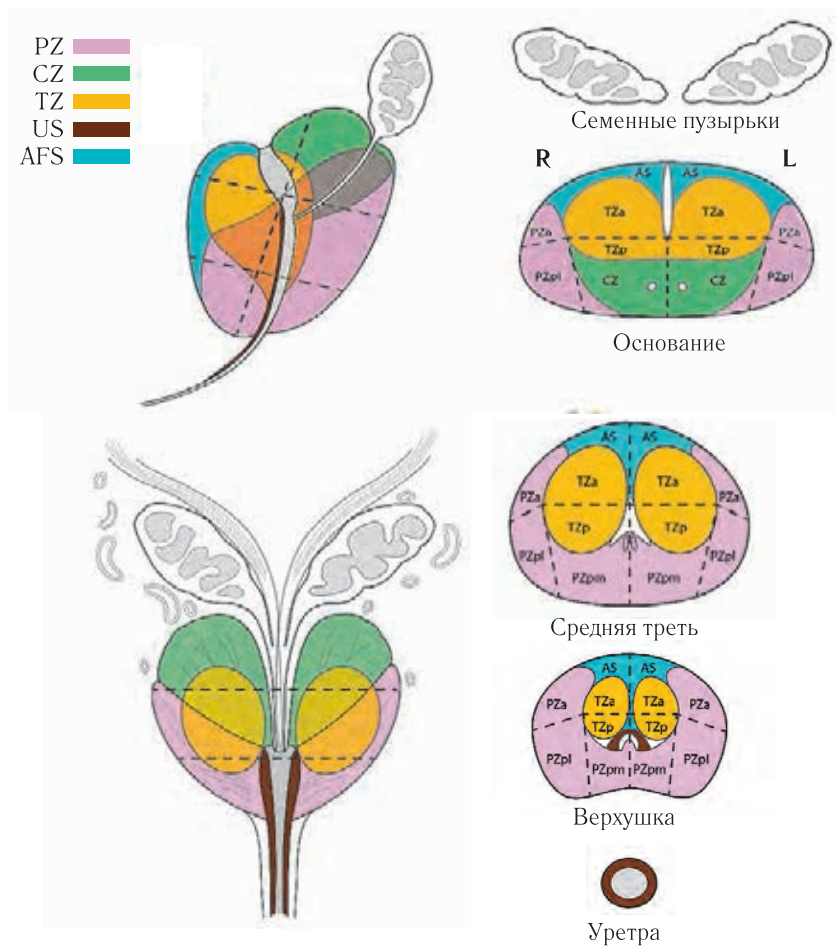 PZ
CZ
TZ
US
AFS
Семенные пузырьки
R L
AS AS
TZa TZa
PZa PZa
TZp TZp
PZpl CZ CZ PZpl
Основание
AS AS
TZa TZa
PZa PZa
TZp TZp
PZpl PZpl
PZpm PZpm
Средняя треть
AS AS
PZa TZa TZa PZa
TZp TZp
PZpl PZpm PZpm PZpl
Верхушка
Уретра